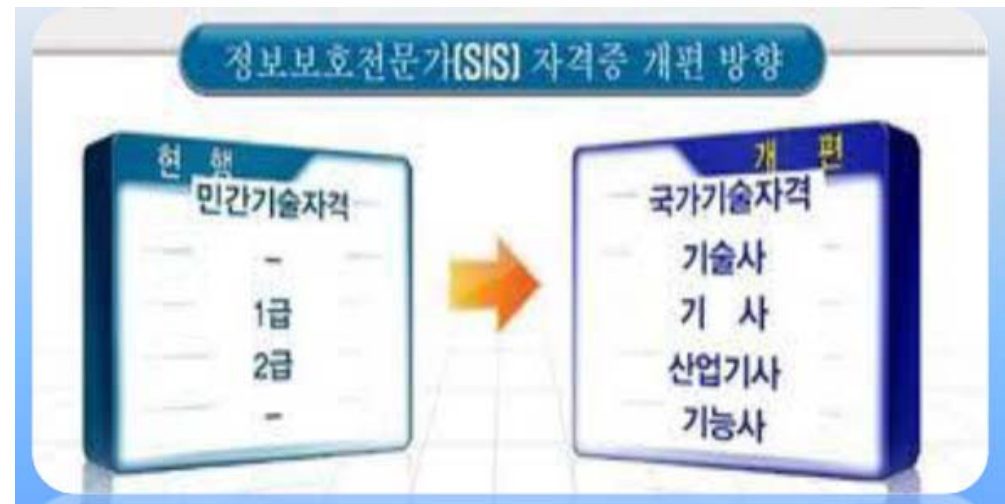 정보보호전문가(SIS) 자격증 개편 방향
현 행
민간기술자격
-
1급
2급
-
개 편
국가기술자격
기술사
기 사
산업기사
기능사